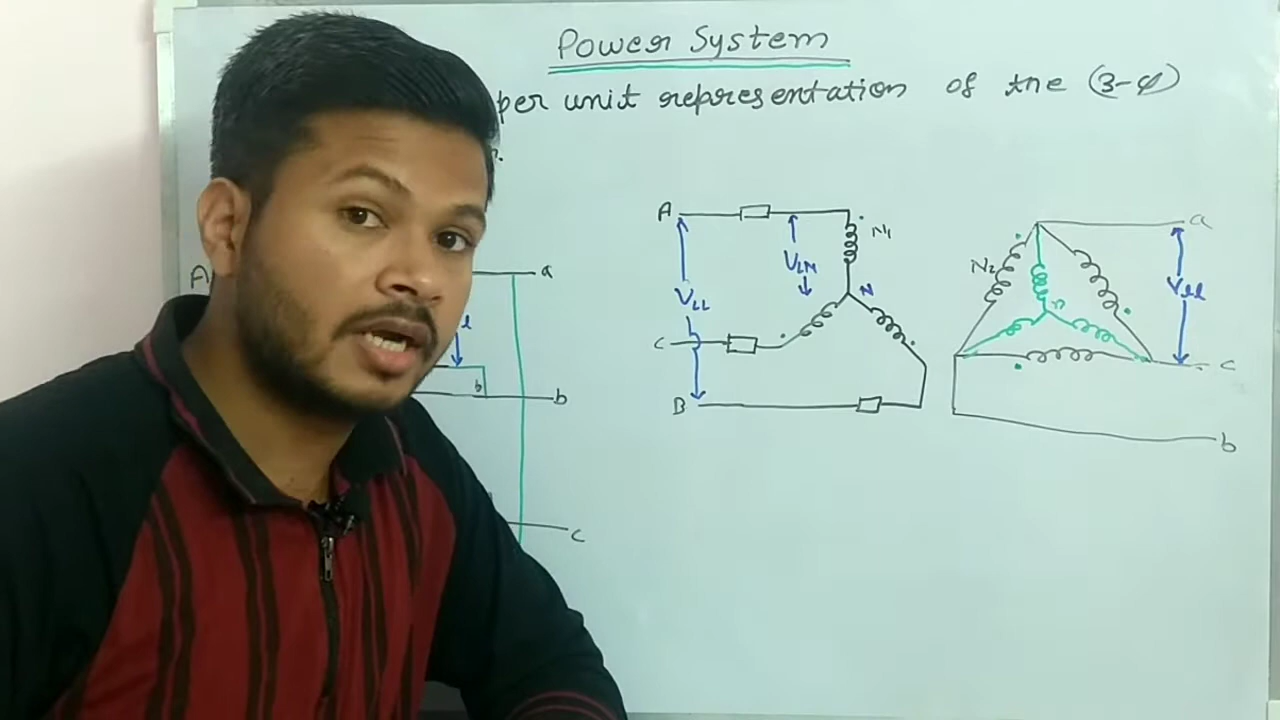 Power System
per unit representation of the (3-φ)
r.
A
a
b
b
c
A
N1
VLN
N
VLL
C
B
N2
n
a
Vll
c
b